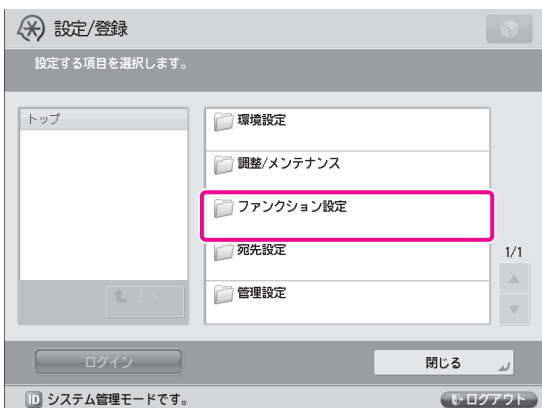 設定/登録
設定する項目を選択します。
トップ
環境設定
調整/メンテナンス
ファンクション設定
宛先設定
1/1
管理設定
上へ
ログイン
閉じる
ID システム管理モードです。
ログアウト